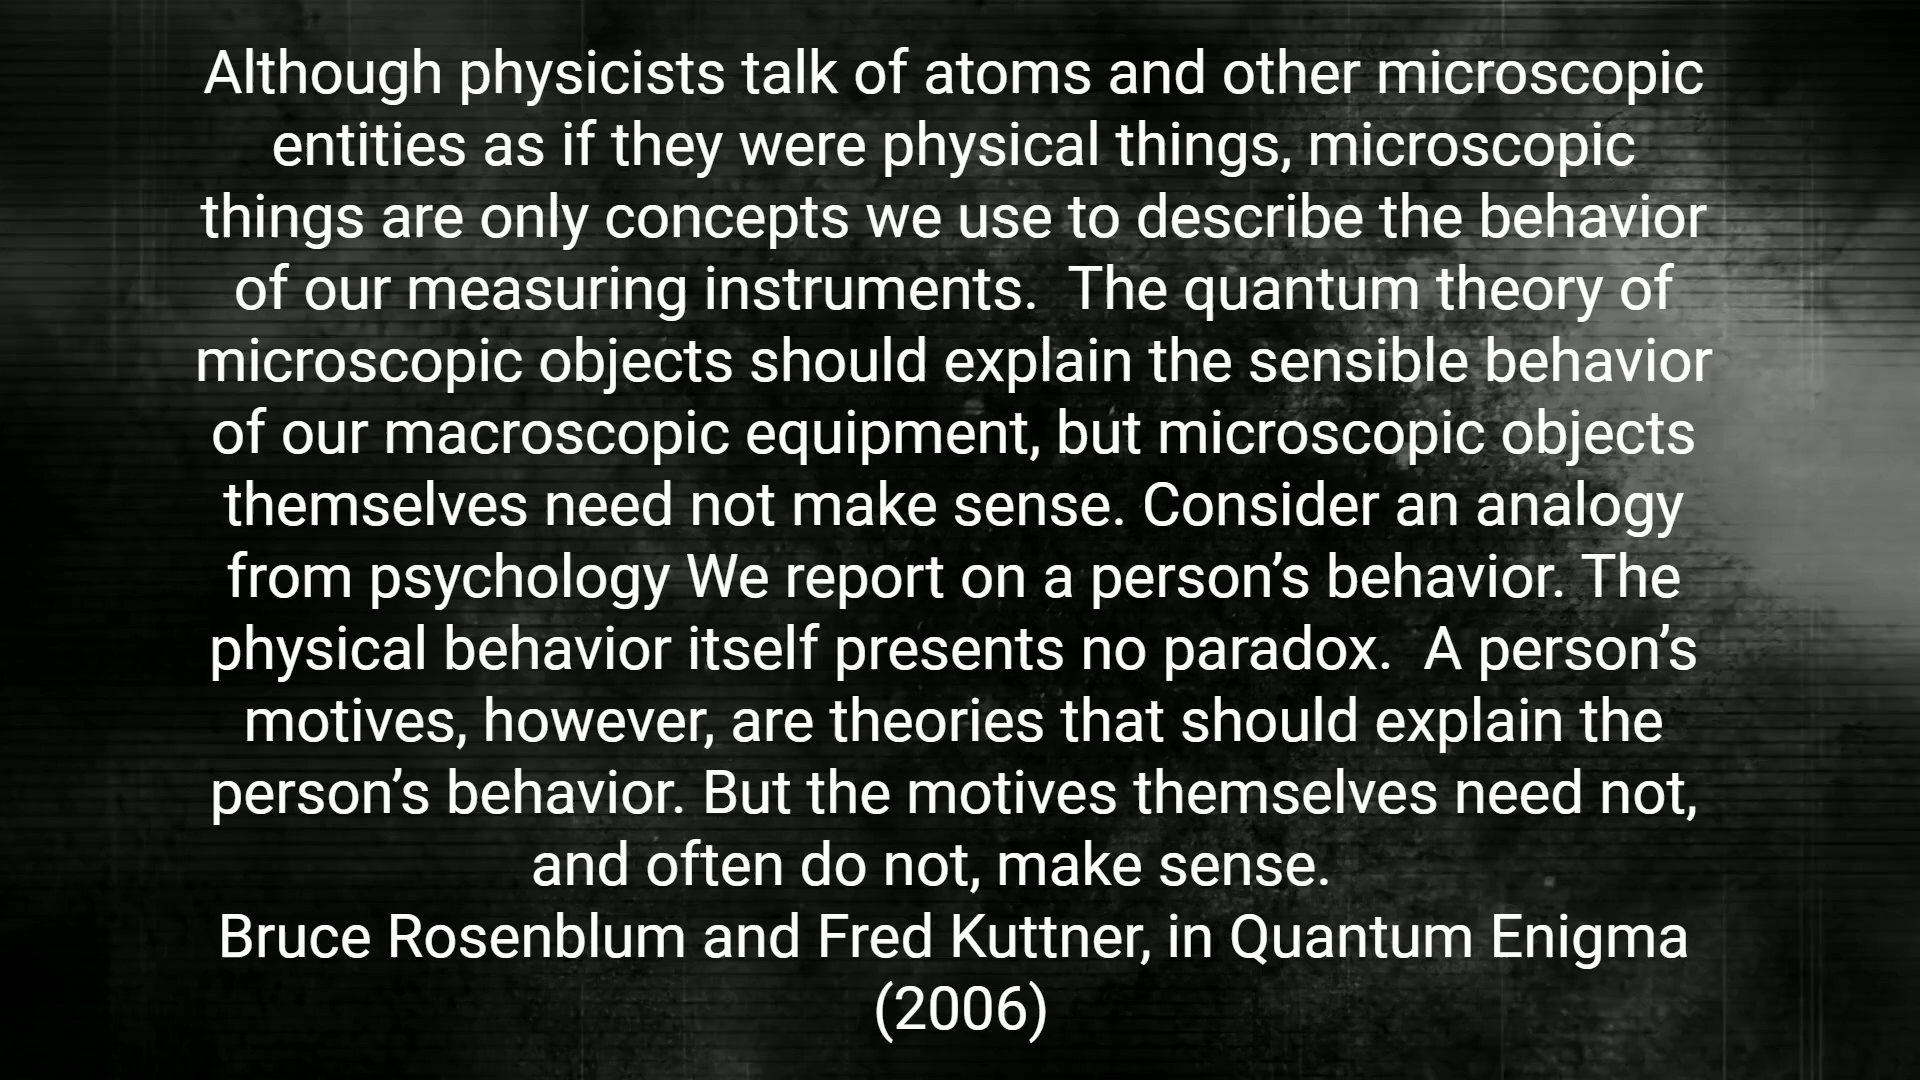 Although physicists talk of atoms and other microscopic
entities as if they were physical things, microscopic
things are only concepts we use to describe the behavior
of our measuring instruments.  The quantum theory of
microscopic objects should explain the sensible behavior
of our macroscopic equipment, but microscopic objects
themselves need not make sense. Consider an analogy
from psychology We report on a person’s behavior. The
physical behavior itself presents no paradox.  A person’s
motives, however, are theories that should explain the
person’s behavior. But the motives themselves need not,
and often do not, make sense.
Bruce Rosenblum and Fred Kuttner, in Quantum Enigma
(2006)